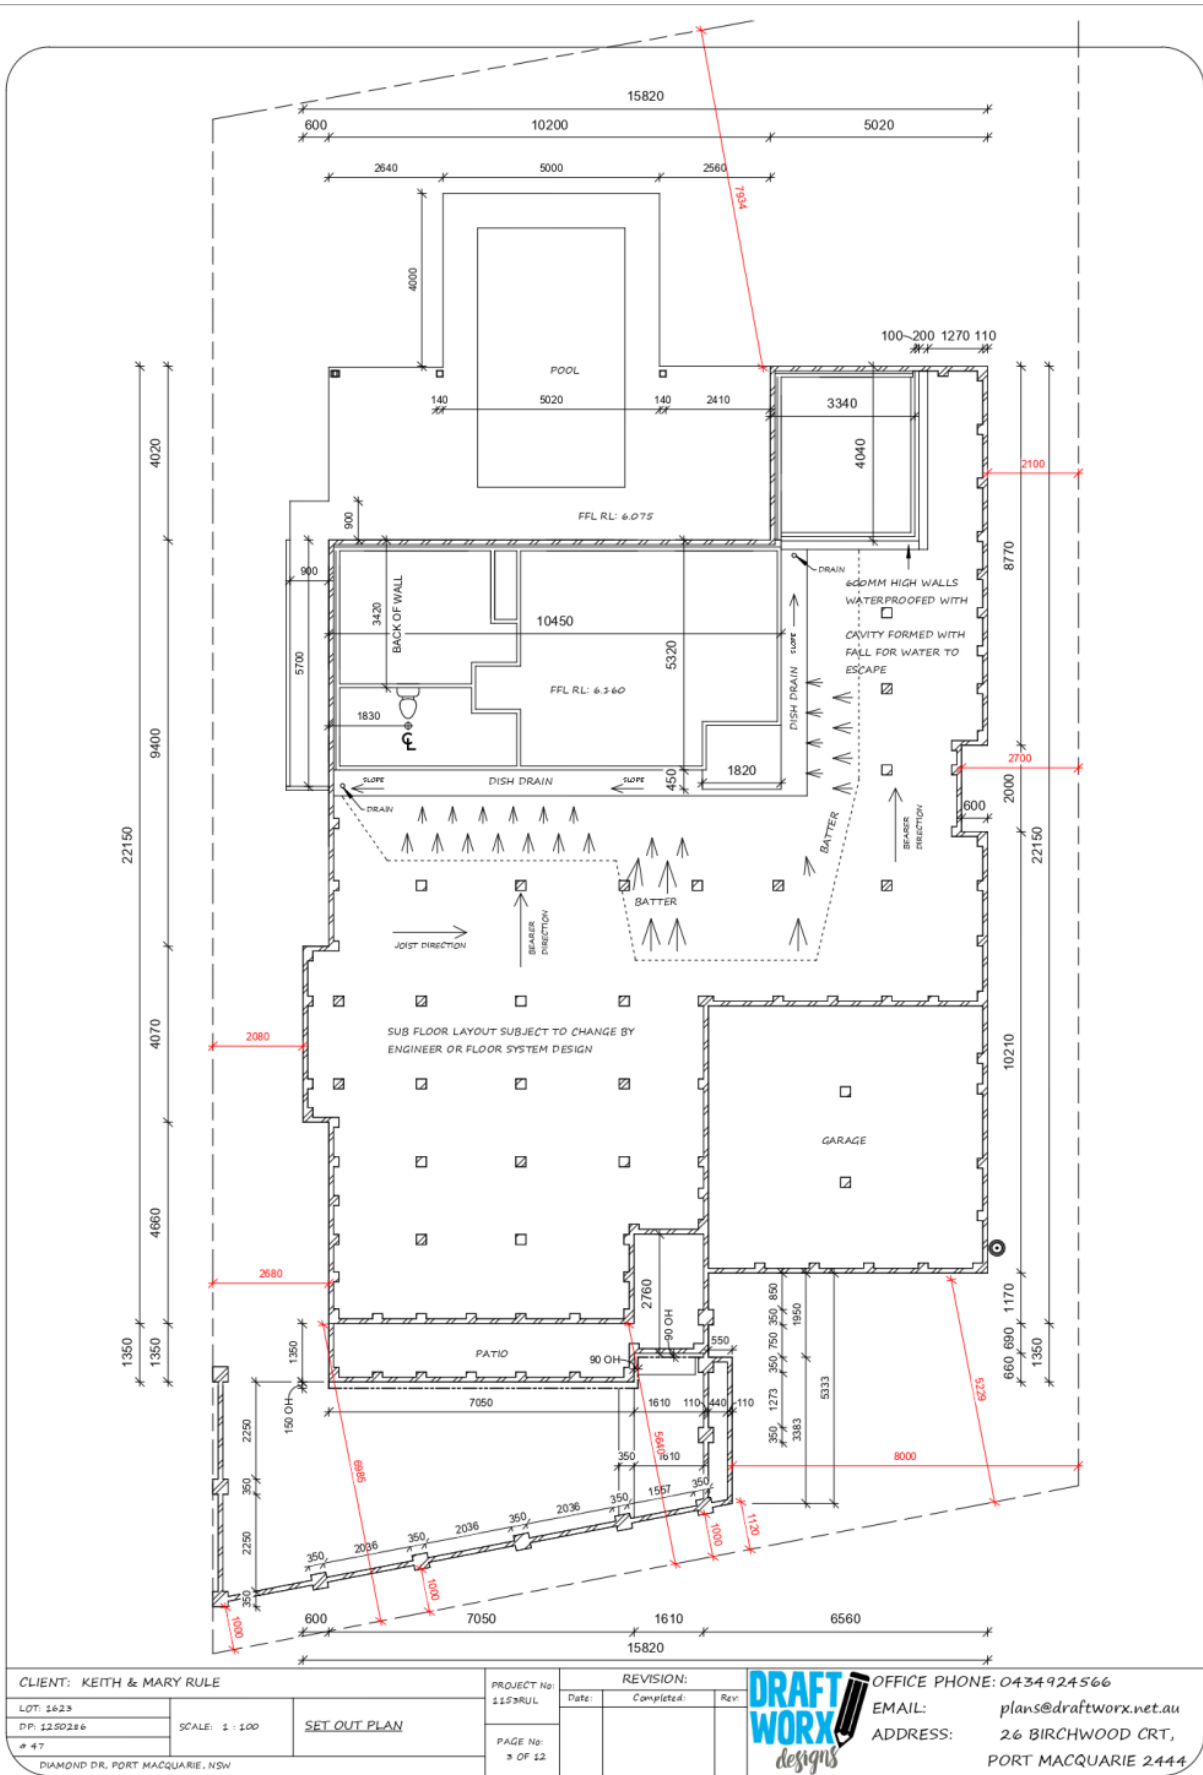 15820
600
10200
5020
2640
5000
2560
7934
4000
100
200
1270
110
POOL
140
5020
140
2410
3340
4040
4020
2100
900
FFL RL: 6.075
DRAIN
600MM HIGH WALLS
WATERPROOFED WITH
CAVITY FORMED WITH
FALL FOR WATER TO
ESCAPE
8770
900
3420
BACK OF WALL
10450
5320
SLOPE
DISH DRAIN
5700
FFL RL: 6.160
1830
CL
9400
2700
1820
450
SLOPE
DISH DRAIN
SLOPE
DRAIN
2000
600
22150
22150
BATTER
BEARER
DIRECTION
BATTER
JOIST DIRECTION
BEARER
DIRECTION
4070
2080
SUB FLOOR LAYOUT SUBJECT TO CHANGE BY
ENGINEER OR FLOOR SYSTEM DESIGN
10210
GARAGE
4660
2680
2760
90 OH
850
350
1950
750
550
1170
690
660
1350
1350
1350
1350
PATIO
90 OH
350
5333
5229
150 OH
7050
1610
110
440
110
1273
3383
350
2250
350
2250
350
6985
5640
350
1610
8000
350
2036
350
2036
350
2036
350
1557
350
1000
1000
1000
1120
600
7050
1610
6560
15820
CLIENT: KEITH & MARY RULE
LOT: 1623
DP: 1250286
# 47
DIAMOND DR, PORT MACQUARIE, NSW
SCALE: 1 : 100
SET OUT PLAN
PROJECT No:
1153RUL
PAGE No:
3 OF 12
REVISION:
Date:
Completed:
Rev:
DRAFT
WORX
designs
OFFICE PHONE: 0434924566
EMAIL: plans@draftworx.net.au
ADDRESS: 26 BIRCHWOOD CRT,
PORT MACQUARIE 2444